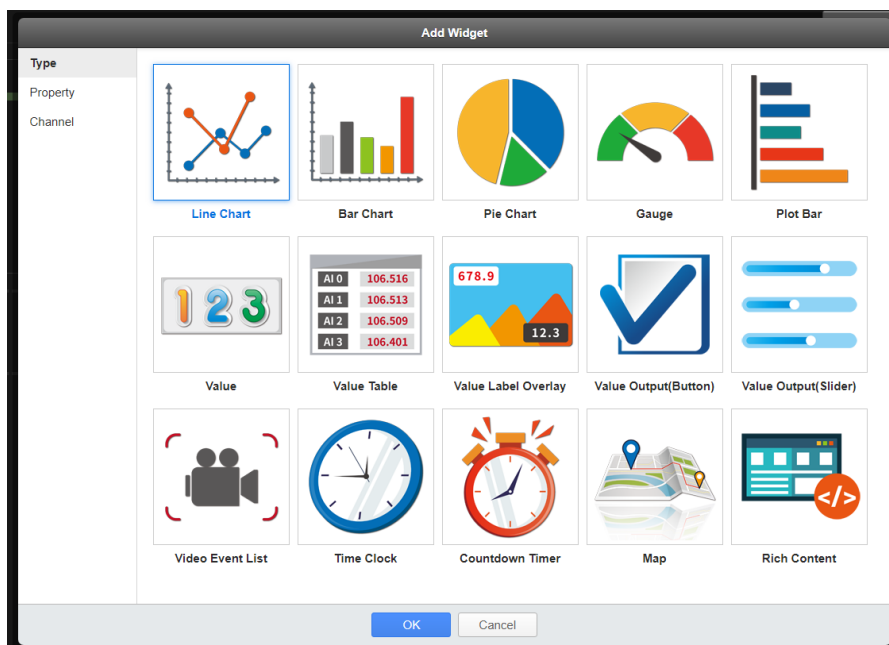 Add Widget
Type
Property
Channel
Line Chart
Bar Chart
Pie Chart
Gauge
Plot Bar
1 2 3
AI 0 106.516
AI 1 106.513
AI 2 106.509
AI 3 106.401
678.9
12.3
Value
Value Table
Value Label Overlay
Value Output(Button)
Value Output(Slider)
</>
Video Event List
Time Clock
Countdown Timer
Map
Rich Content
OK
Cancel